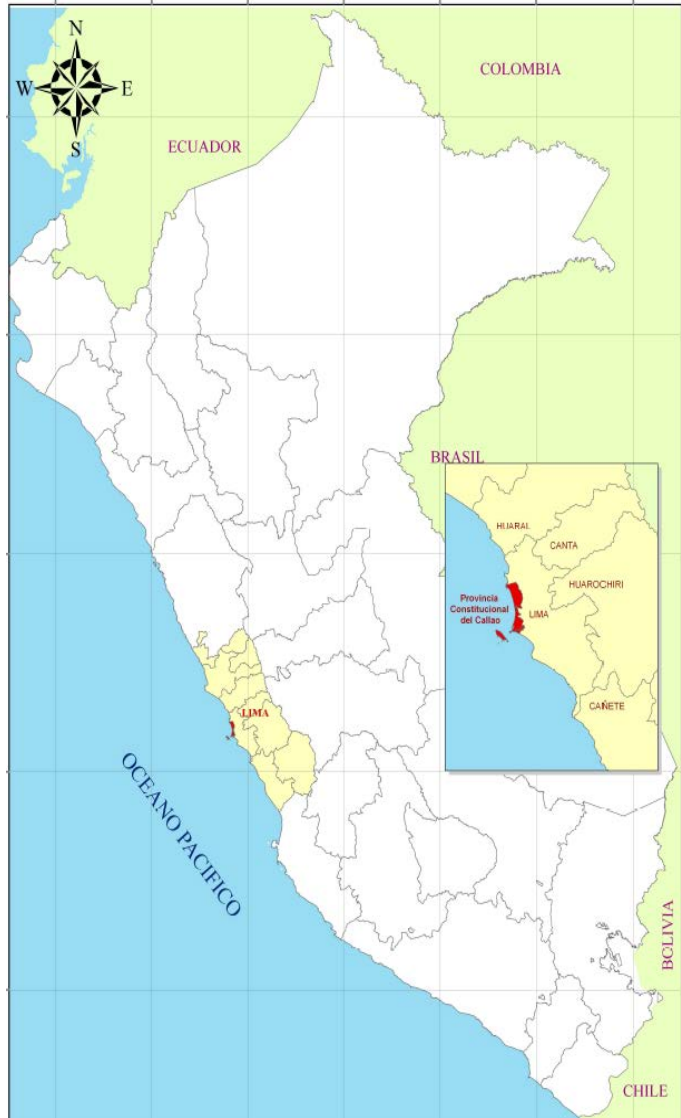 N
W
E
S
COLOMBIA
ECUADOR
BRASIL
HUARAL
CANTA
HUAROCHIRI
Provincia
Constitucional
del Callao
LIMA
CAÑETE
LIMA
OCEANO PACIFICO
BOLIVIA
CHILE